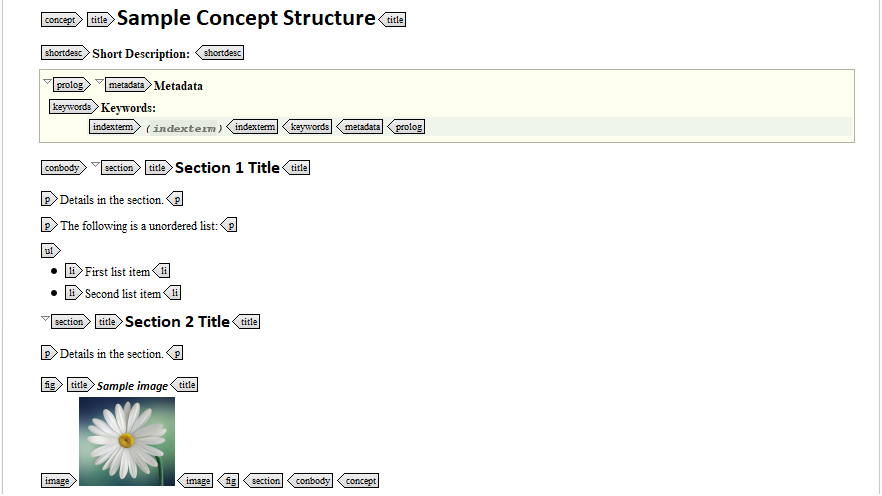 concept title Sample Concept Structure title
shortdesc Short Description: shortdesc
prolog metadata Metadata
keywords Keywords:
indexterm (indexterm) indexterm keywords metadata prolog
conbody section title Section 1 Title title
p Details in the section. p
p The following is a unordered list: p
ul
• li First list item li
• li Second list item li
section title Section 2 Title title
p Details in the section. p
fig title Sample image title
image image fig section conbody concept